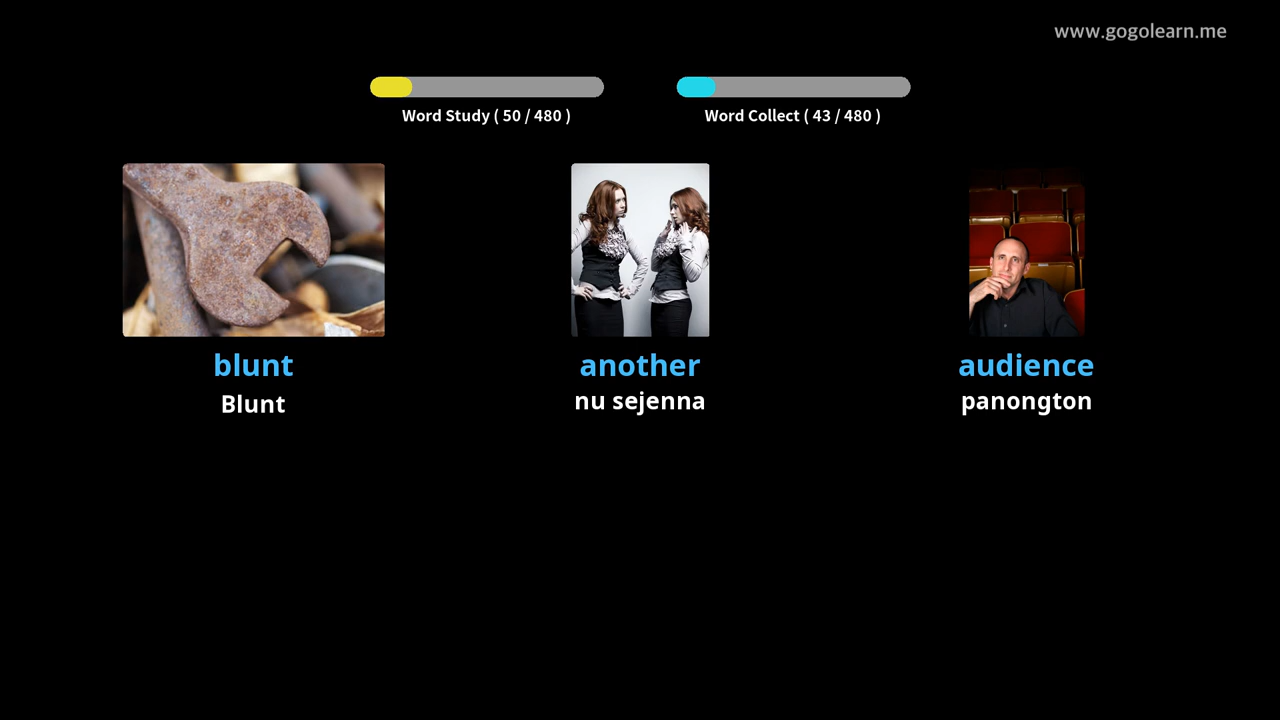 www.gogolearn.me
Word Study ( 50 / 480 )
Word Collect ( 43 / 480 )
blunt
Blunt
another
nu sejenna
audience
panongton